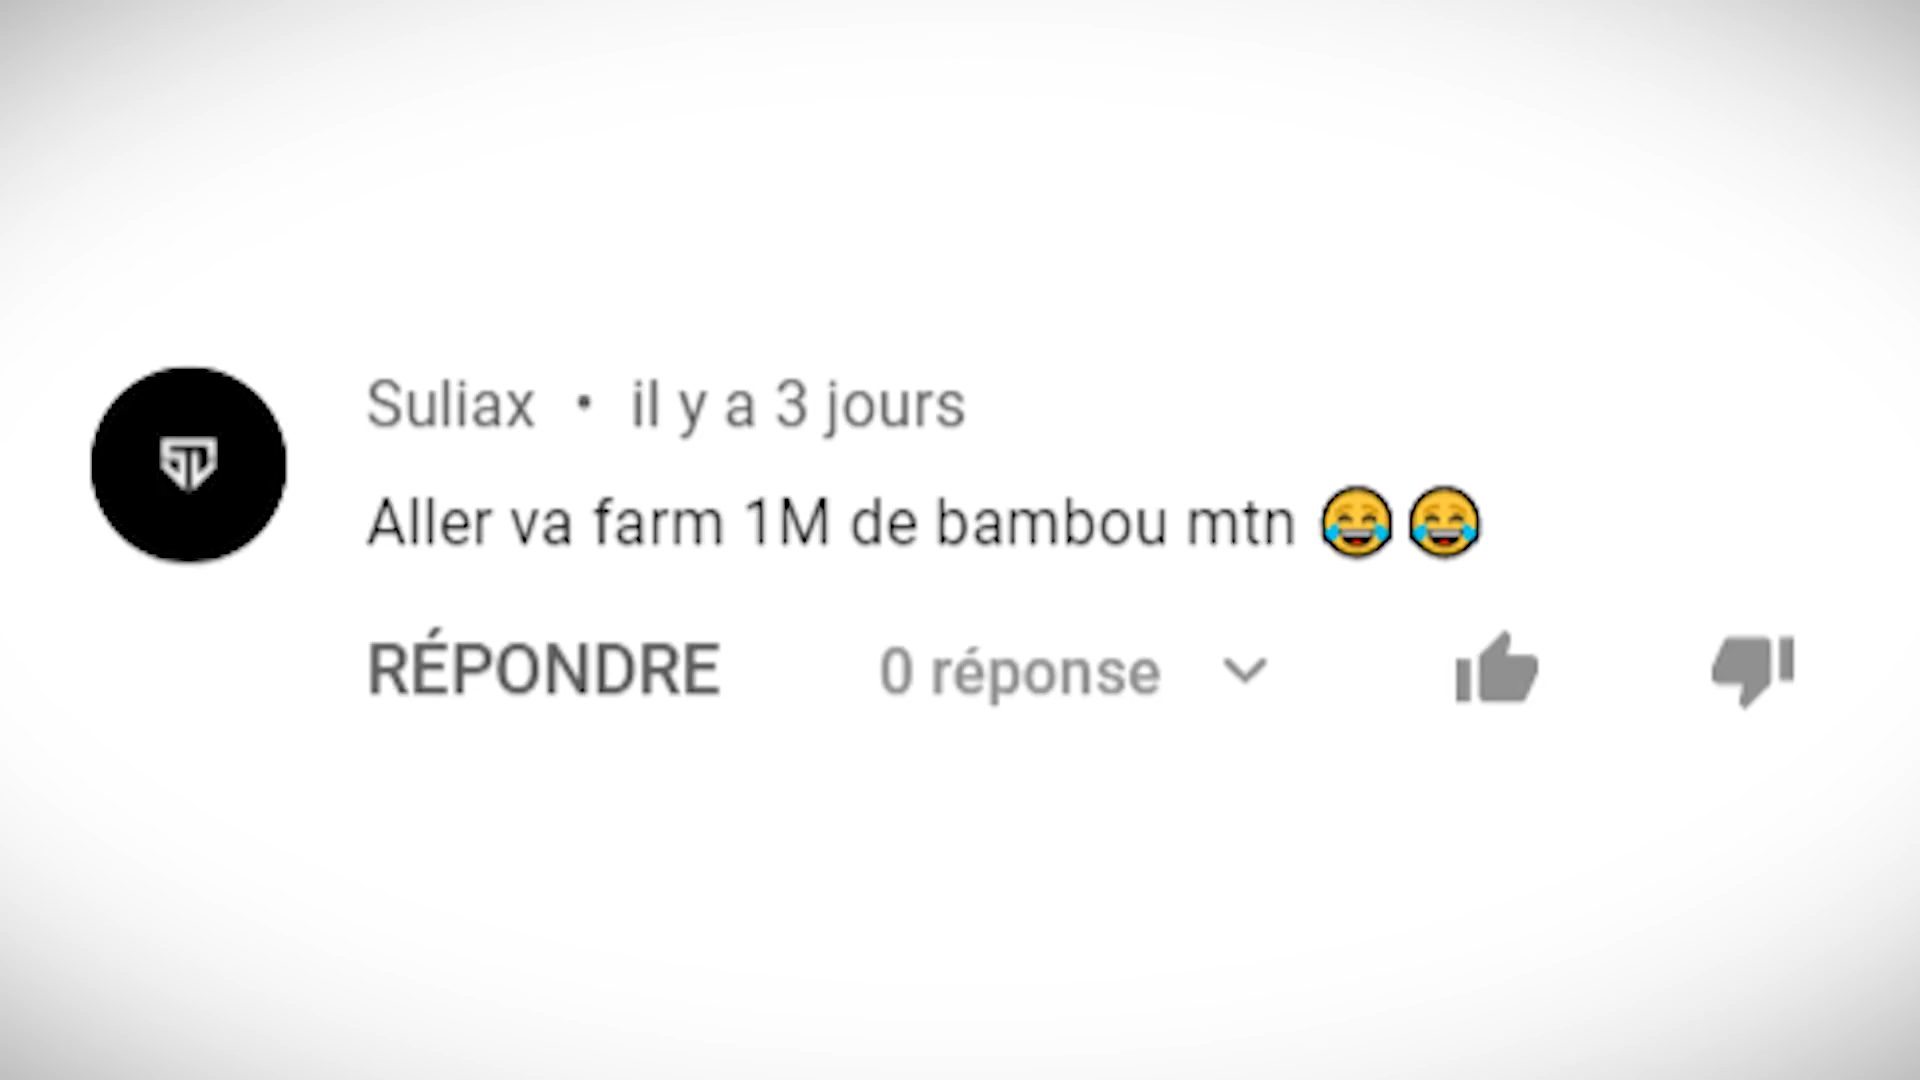 Suliax • il y a 3 jours
Aller va farm 1M de bambou mtn 😂😂
RÉPONDRE 0 réponse